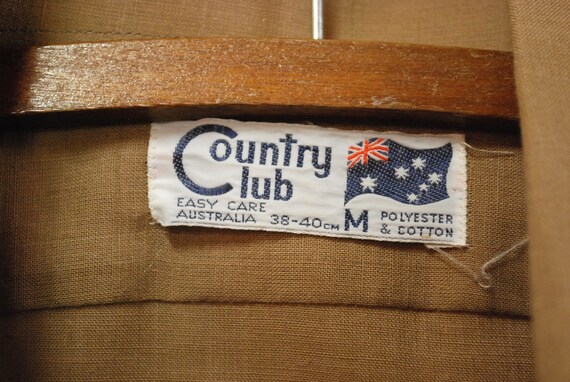 Country
Club
EASY CARE
AUSTRALIA 38-40CM M POLYESTER
& COTTON